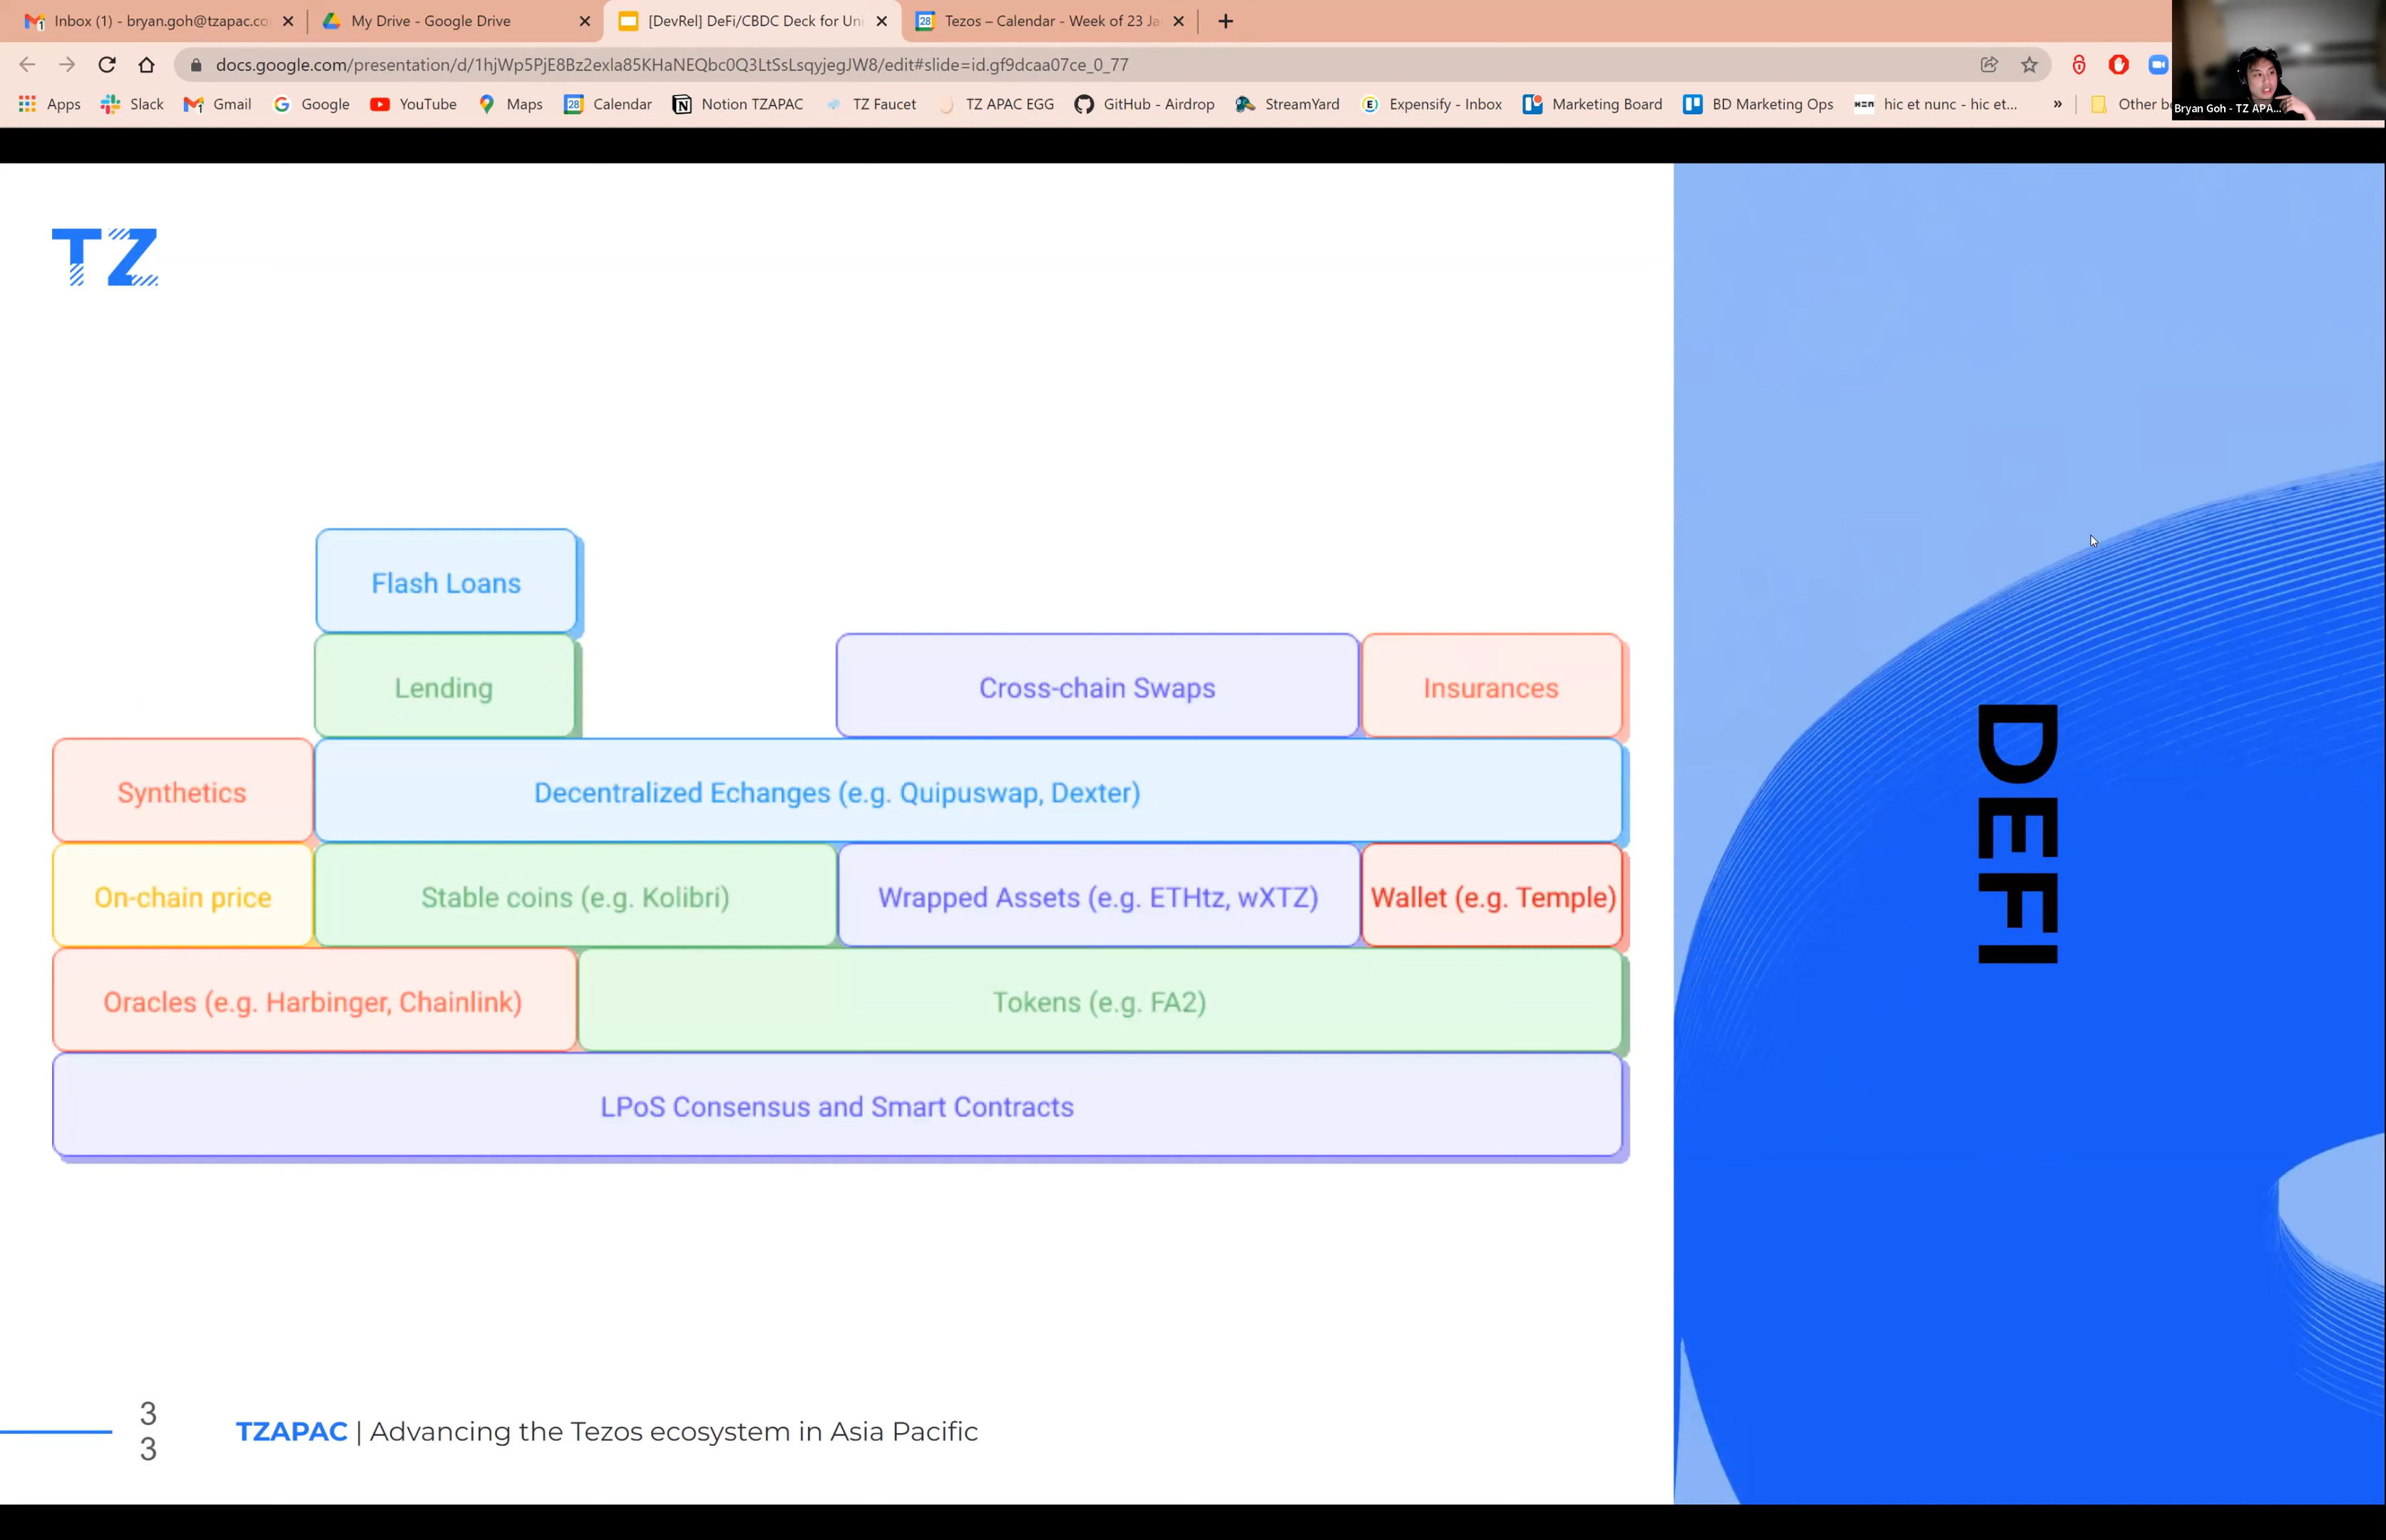 Inbox (1) - bryan.goh@tzapac.co
My Drive - Google Drive
[DevRel] DeFi/CBDC Deck for Uni
Tezos – Calendar - Week of 23 Ja
docs.google.com/presentation/d/1hjWp5PjE8Bz2exla85KHaNEQbc0Q3LtSsLsqyjegJW8/edit#slide=id.gf9dcaa07ce_0_77
Apps
Slack
Gmail
Google
YouTube
Maps
Calendar
Notion TZAPAC
TZ Faucet
TZ APAC EGG
GitHub - Airdrop
StreamYard
Expensify - Inbox
Marketing Board
BD Marketing Ops
hic et nunc - hic et...
»
Other b
Bryan Goh - TZ APA...
TZ
Flash Loans
Lending
Cross-chain Swaps
Insurances
Synthetics
Decentralized Echanges (e.g. Quipuswap, Dexter)
On-chain price
Stable coins (e.g. Kolibri)
Wrapped Assets (e.g. ETHtz, wXTZ)
Wallet (e.g. Temple)
Oracles (e.g. Harbinger, Chainlink)
Tokens (e.g. FA2)
LPoS Consensus and Smart Contracts
DEFI
3
3
TZAPAC | Advancing the Tezos ecosystem in Asia Pacific